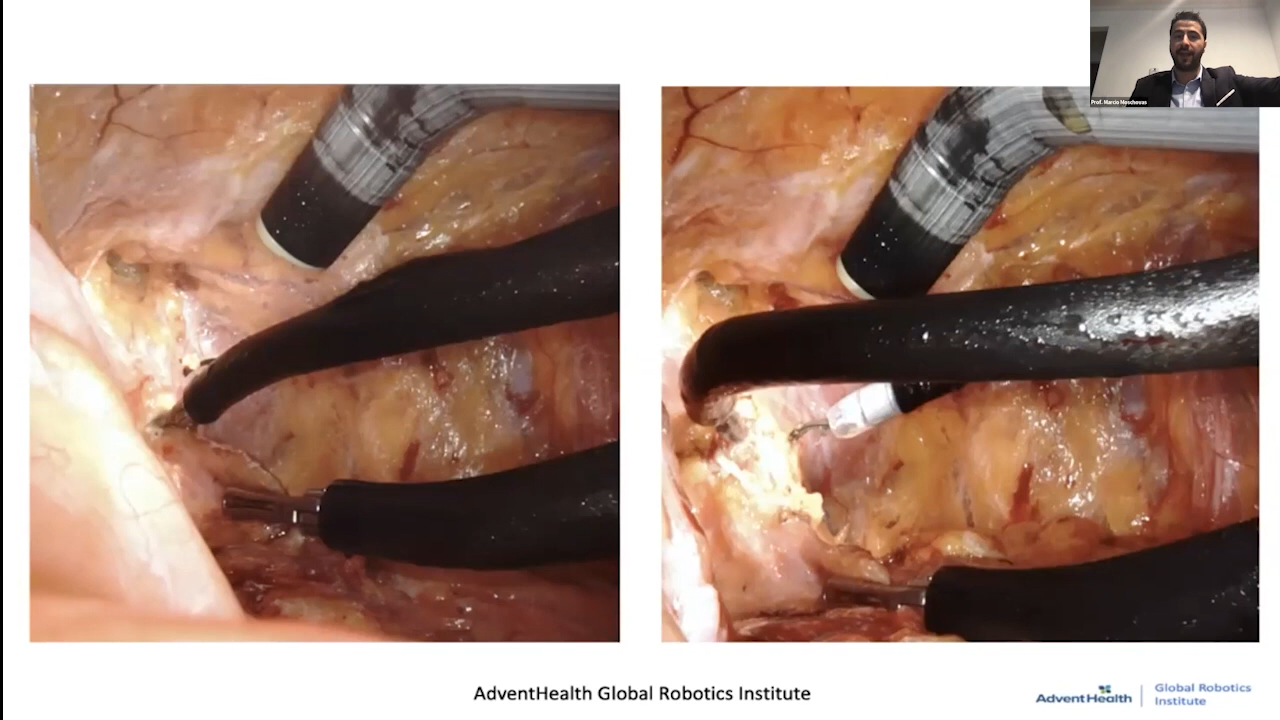 Prof. Marcio Moschovas
AdventHealth Global Robotics Institute
AdventHealth
Global Robotics
Institute